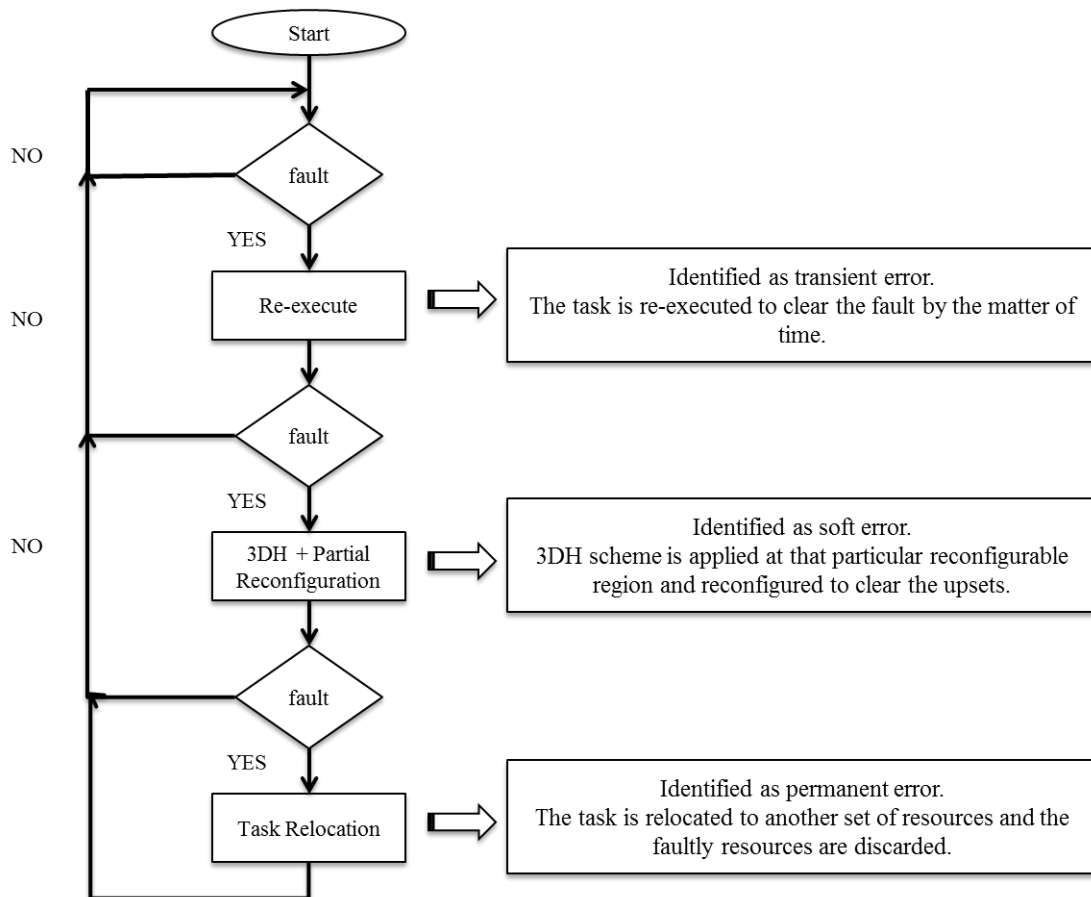 Start
NO
fault
YES
Re-execute
Identified as transient error.
The task is re-executed to clear the fault by the matter of
time.
NO
fault
YES
3DH + Partial
Reconfiguration
Identified as soft error.
3DH scheme is applied at that particular reconfigurable
region and reconfigured to clear the upsets.
NO
fault
YES
Task Relocation
Identified as permanent error.
The task is relocated to another set of resources and the
faultly resources are discarded.